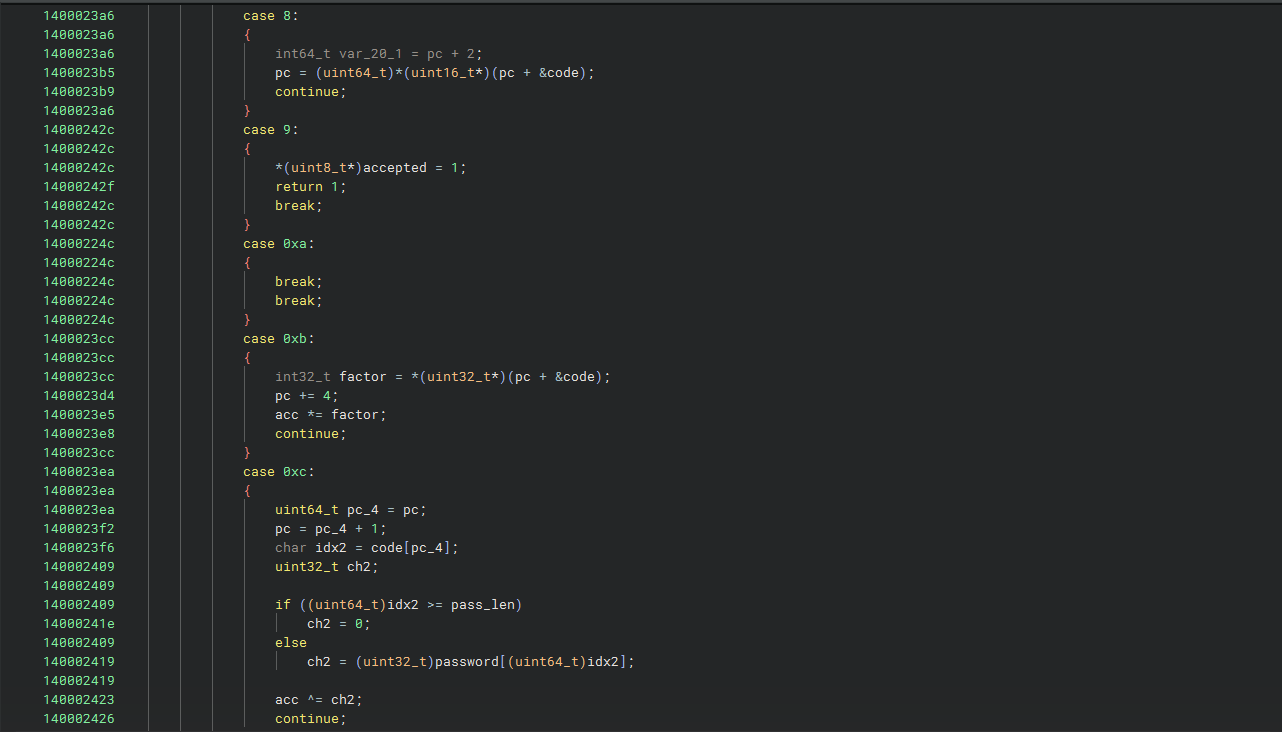 1400023a6 case 8:
1400023a6 {
1400023a6 int64_t var_20_1 = pc + 2;
1400023b5 pc = (uint64_t)*(uint16_t*)(pc + &code);
1400023b9 continue;
1400023a6 }
14000242c case 9:
14000242c {
14000242c *(uint8_t*)accepted = 1;
14000242f return 1;
14000242c break;
14000242c }
14000224c case 0xa:
14000224c {
14000224c break;
14000224c break;
14000224c }
1400023cc case 0xb:
1400023cc {
1400023cc int32_t factor = *(uint32_t*)(pc + &code);
1400023d4 pc += 4;
1400023e5 acc *= factor;
1400023e8 continue;
1400023cc }
1400023ea case 0xc:
1400023ea {
1400023ea uint64_t pc_4 = pc;
1400023f2 pc = pc_4 + 1;
1400023f6 char idx2 = code[pc_4];
140002409 uint32_t ch2;
140002409
140002409 if ((uint64_t)idx2 >= pass_len)
14000241e ch2 = 0;
140002409 else
140002419 ch2 = (uint32_t)password[(uint64_t)idx2];
140002419
140002423 acc ^= ch2;
140002426 continue;